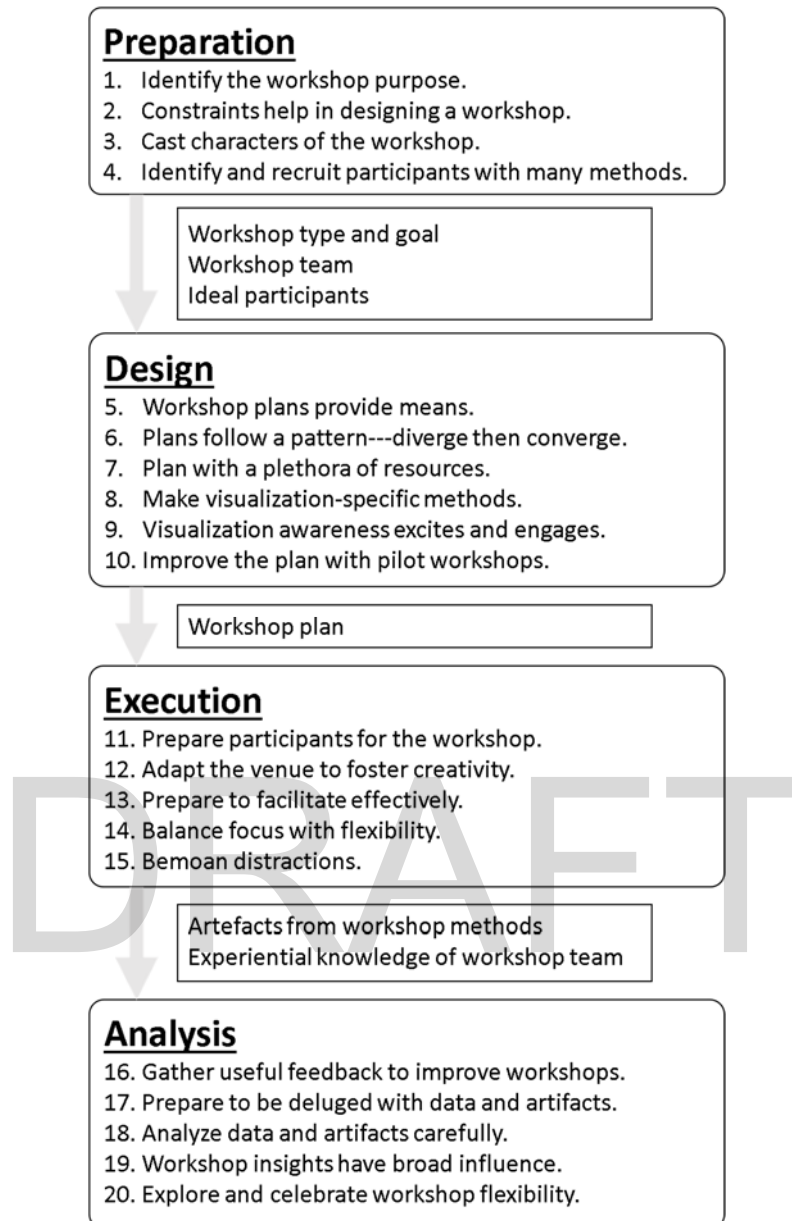 Preparation
1. Identify the workshop purpose.
2. Constraints help in designing a workshop.
3. Cast characters of the workshop.
4. Identify and recruit participants with many methods.
Workshop type and goal
Workshop team
Ideal participants
Design
5. Workshop plans provide means.
6. Plans follow a pattern---diverge then converge.
7. Plan with a plethora of resources.
8. Make visualization-specific methods.
9. Visualization awareness excites and engages.
10. Improve the plan with pilot workshops.
Workshop plan
Execution
11. Prepare participants for the workshop.
12. Adapt the venue to foster creativity.
13. Prepare to facilitate effectively.
14. Balance focus with flexibility.
15. Bemoan distractions.
DRAFT
Artefacts from workshop methods
Experiential knowledge of workshop team
Analysis
16. Gather useful feedback to improve workshops.
17. Prepare to be deluged with data and artifacts.
18. Analyze data and artifacts carefully.
19. Workshop insights have broad influence.
20. Explore and celebrate workshop flexibility.